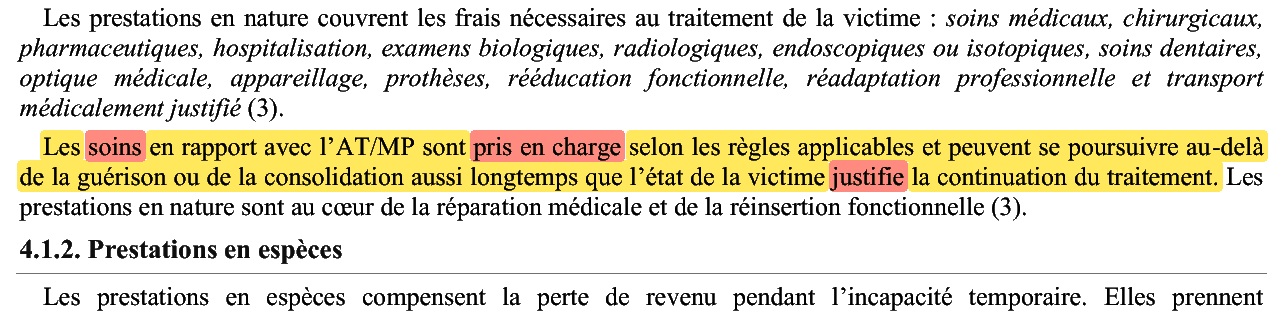 Les prestations en nature couvrent les frais nécessaires au traitement de la victime : soins médicaux, chirurgicaux,
pharmaceutiques, hospitalisation, examens biologiques, radiologiques, endoscopiques ou isotopiques, soins dentaires,
optique médicale, appareillage, prothèses, rééducation fonctionnelle, réadaptation professionnelle et transport
médicalement justifié (3).
Les soins en rapport avec l’AT/MP sont pris en charge selon les règles applicables et peuvent se poursuivre au-delà
de la guérison ou de la consolidation aussi longtemps que l’état de la victime justifie la continuation du traitement. Les
prestations en nature sont au cœur de la réparation médicale et de la réinsertion fonctionnelle (3).
4.1.2. Prestations en espèces
Les prestations en espèces compensent la perte de revenu pendant l’incapacité temporaire. Elles prennent